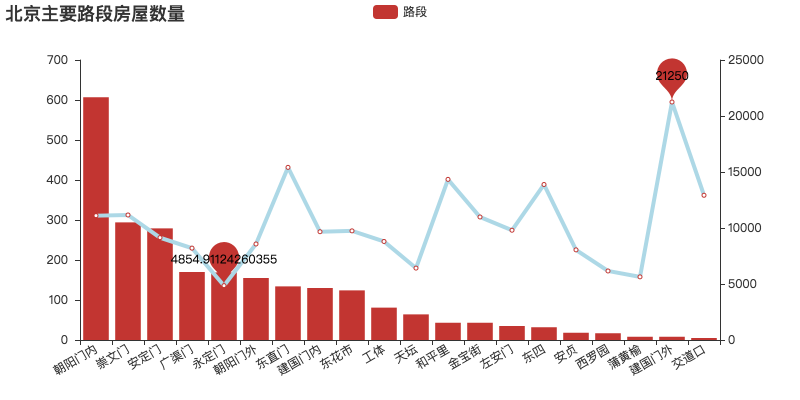 北京主要路段房屋数量
路段
700
600
500
400
300
200
100
0
25000
20000
15000
10000
5000
0
21250
4854.91124260355
朝阳门内
崇文门
安定门
广渠门
永定门
朝阳门外
东直门
建国门内
东花市
工体
天坛
和平里
金宝街
左安门
东四
安贞
西罗园
蒲黄榆
建国门外
交道口